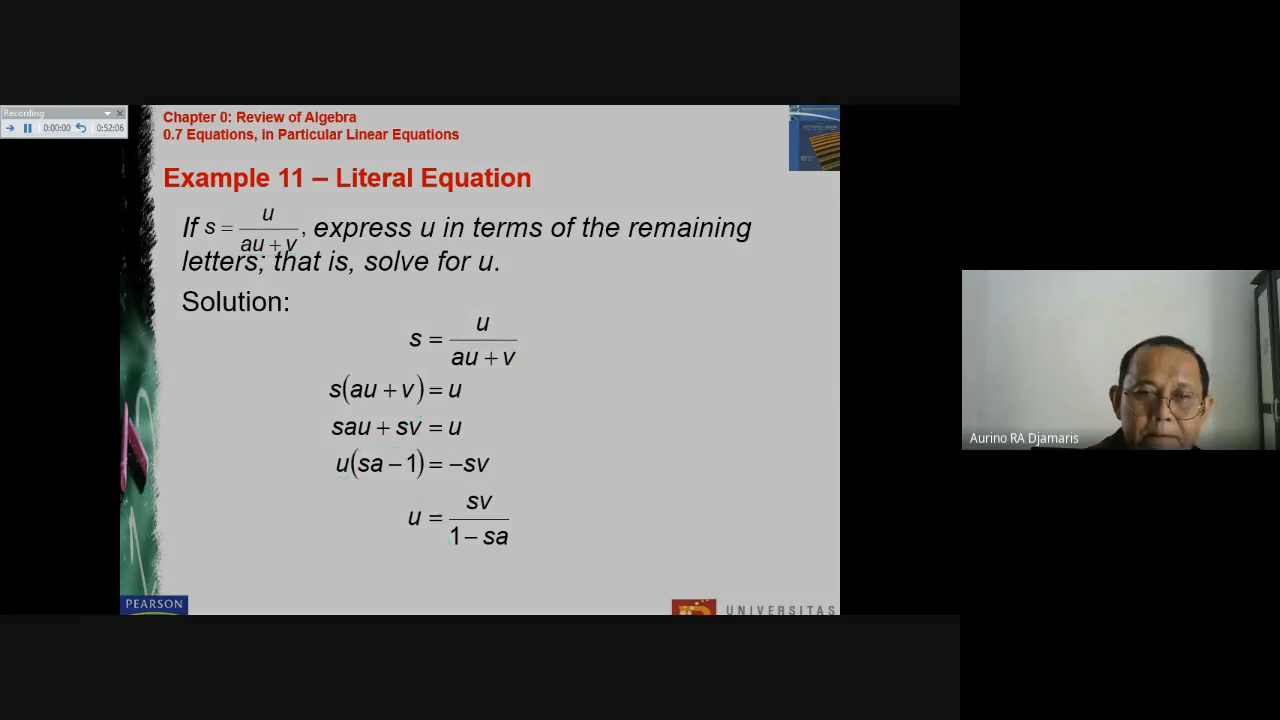 Recording
0:00:00 0:52:06
Chapter 0: Review of Algebra
0.7 Equations, in Particular Linear Equations
Example 11 – Literal Equation
If s = u/(au + v), express u in terms of the remaining
letters; that is, solve for u.
Solution:
s = u/(au + v)
s(au + v) = u
sau + sv = u
u(sa − 1) = −sv
u = sv/(1 − sa)
Aurino RA Djamaris
PEARSON
UNIVERSITAS